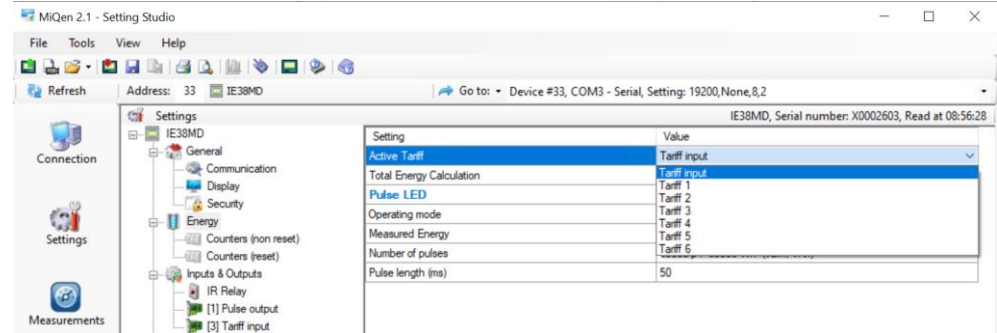 MiQen 2.1 - Setting Studio
File Tools View Help
Refresh Address: 33 IE38MD Go to: Device #33, COM3 - Serial, Setting: 19200,None,8,2
Settings IE38MD, Serial number: X0002603, Read at 08:56:28
Connection
Settings
Measurements
IE38MD
General
Communication
Display
Security
Energy
Counters (non reset)
Counters (reset)
Inputs & Outputs
IR Relay
[1] Pulse output
[3] Tariff input
Setting Value
Active Tariff Tariff input
Total Energy Calculation
Pulse LED
Operating mode
Measured Energy
Number of pulses
Pulse length (ms) 50
Tariff input
Tariff 1
Tariff 2
Tariff 3
Tariff 4
Tariff 5
Tariff 6